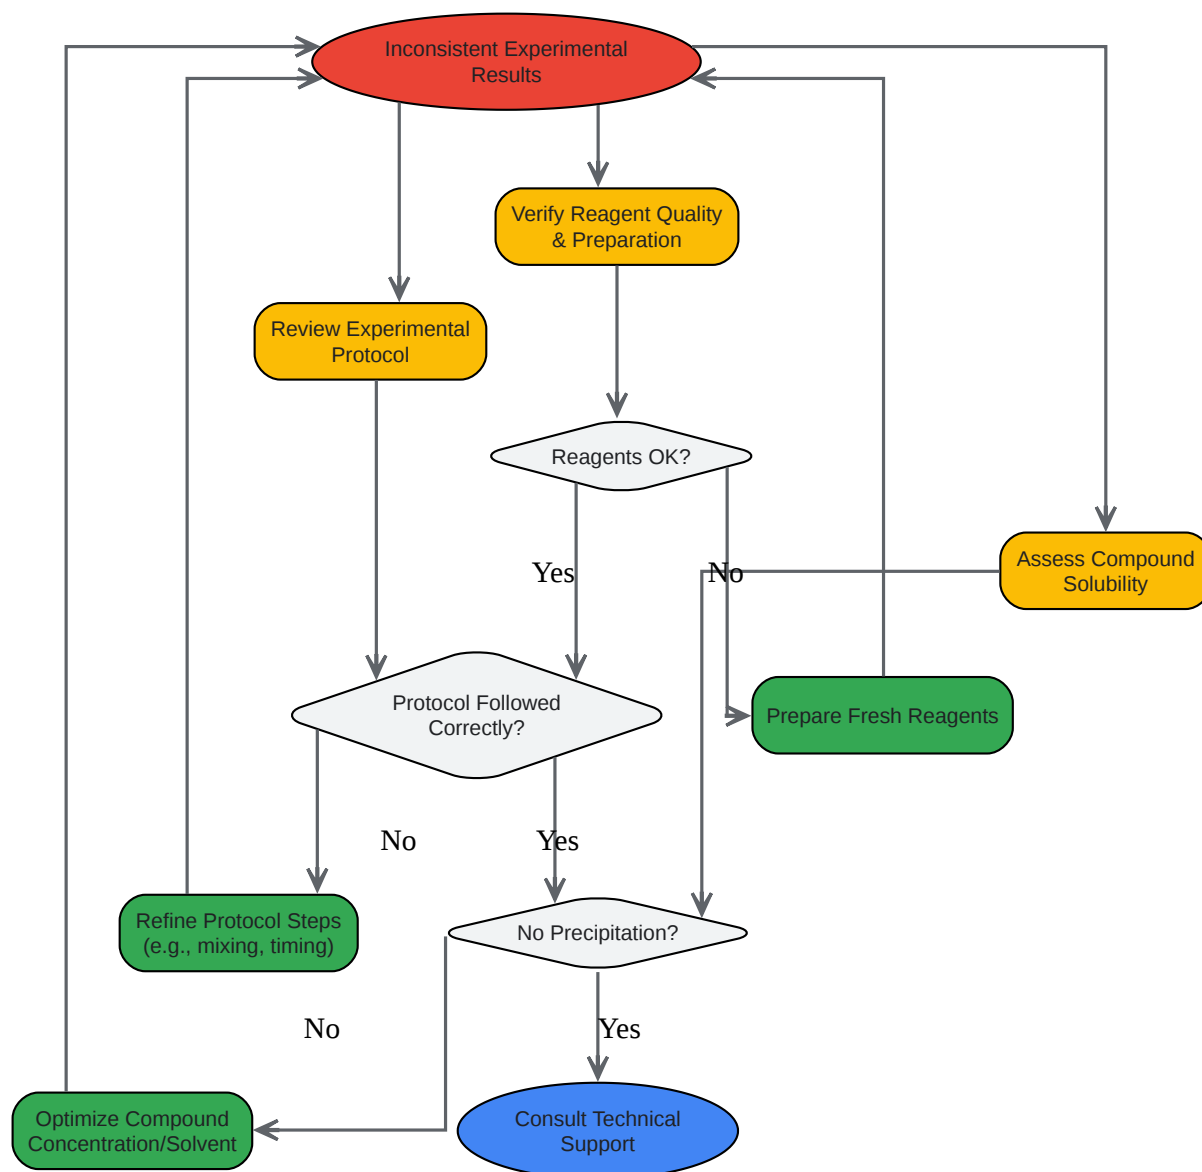 Inconsistent Experimental
Results
Verify Reagent Quality
& Preparation
Review Experimental
Protocol
Reagents OK?
Yes
No
Assess Compound
Solubility
Protocol Followed
Correctly?
Prepare Fresh Reagents
No
Yes
Refine Protocol Steps
(e.g., mixing, timing)
No Precipitation?
No
Yes
Optimize Compound
Concentration/Solvent
Consult Technical
Support